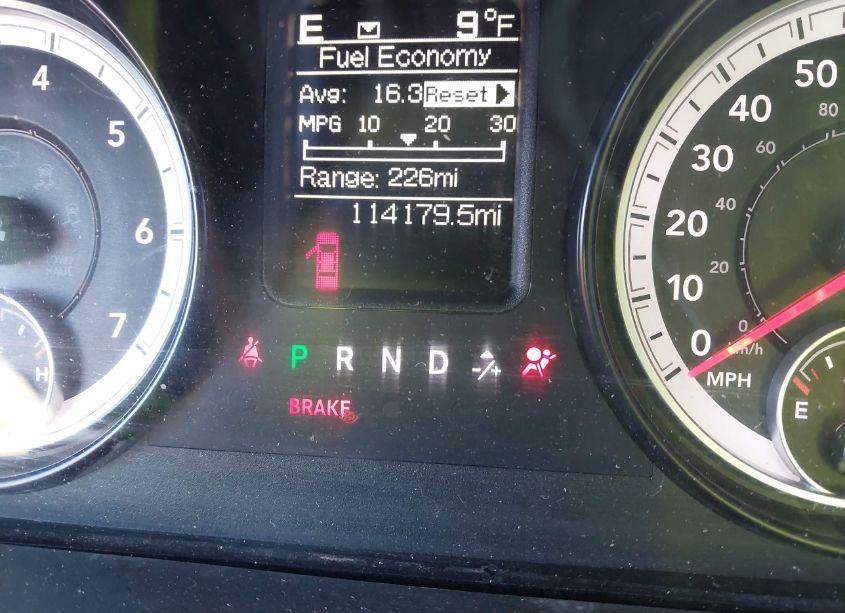 E 9°F
Fuel Economy
Avg: 16.3 Reset
MPG 10 20 30
Range: 226mi
114179.5mi
P R N D -/+
BRAKE
4
5
6
7
H
50
40
30
20
10
0
MPH
80
60
40
20
0
km/h
E